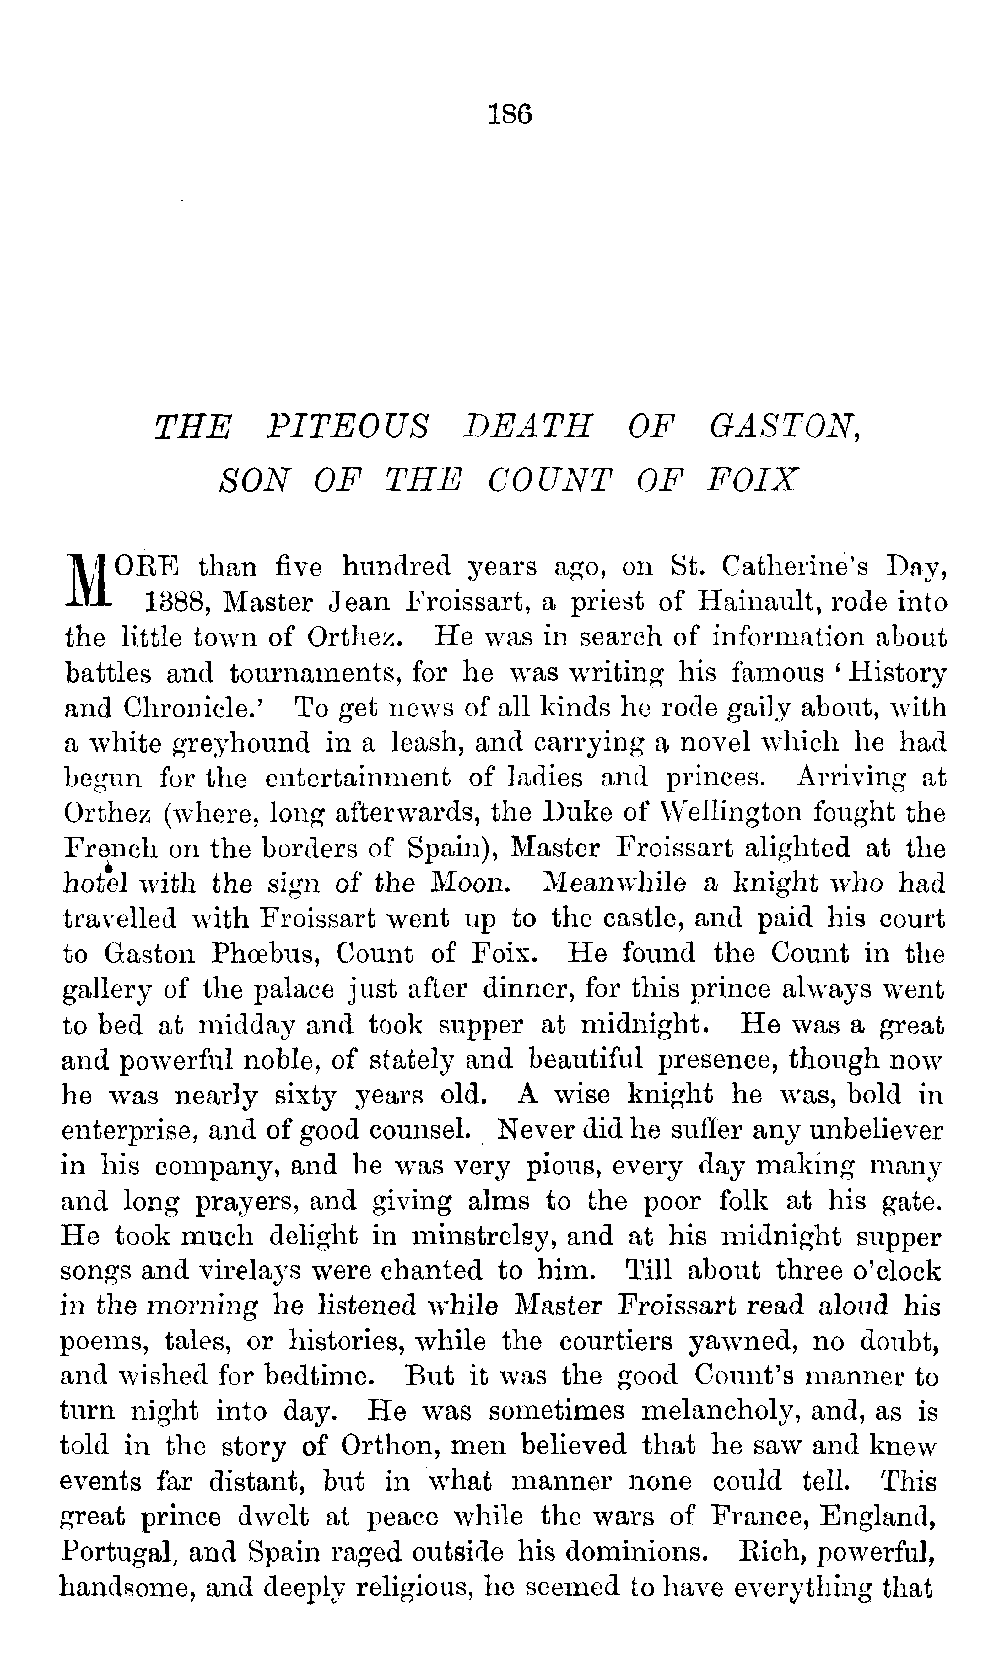 186
THE PITEOUS DEATH OF GASTON,
SON OF THE COUNT OF FOIX
MORE than five hundred years ago, on St. Catherine's Day,
1388, Master Jean Froissart, a priest of Hainault, rode into
the little town of Orthez. He was in search of information about
battles and tournaments, for he was writing his famous ‘History
and Chronicle.’ To get news of all kinds he rode gaily about, with
a white greyhound in a leash, and carrying a novel which he had
begun for the entertainment of ladies and princes. Arriving at
Orthez (where, long afterwards, the Duke of Wellington fought the
French on the borders of Spain), Master Froissart alighted at the
hotel with the sign of the Moon. Meanwhile a knight who had
travelled with Froissart went up to the castle, and paid his court
to Gaston Phœbus, Count of Foix. He found the Count in the
gallery of the palace just after dinner, for this prince always went
to bed at midday and took supper at midnight. He was a great
and powerful noble, of stately and beautiful presence, though now
he was nearly sixty years old. A wise knight he was, bold in
enterprise, and of good counsel. Never did he suffer any unbeliever
in his company, and he was very pious, every day making many
and long prayers, and giving alms to the poor folk at his gate.
He took much delight in minstrelsy, and at his midnight supper
songs and virelays were chanted to him. Till about three o'clock
in the morning he listened while Master Froissart read aloud his
poems, tales, or histories, while the courtiers yawned, no doubt,
and wished for bedtime. But it was the good Count's manner to
turn night into day. He was sometimes melancholy, and, as is
told in the story of Orthon, men believed that he saw and knew
events far distant, but in what manner none could tell. This
great prince dwelt at peace while the wars of France, England,
Portugal, and Spain raged outside his dominions. Rich, powerful,
handsome, and deeply religious, he seemed to have everything that